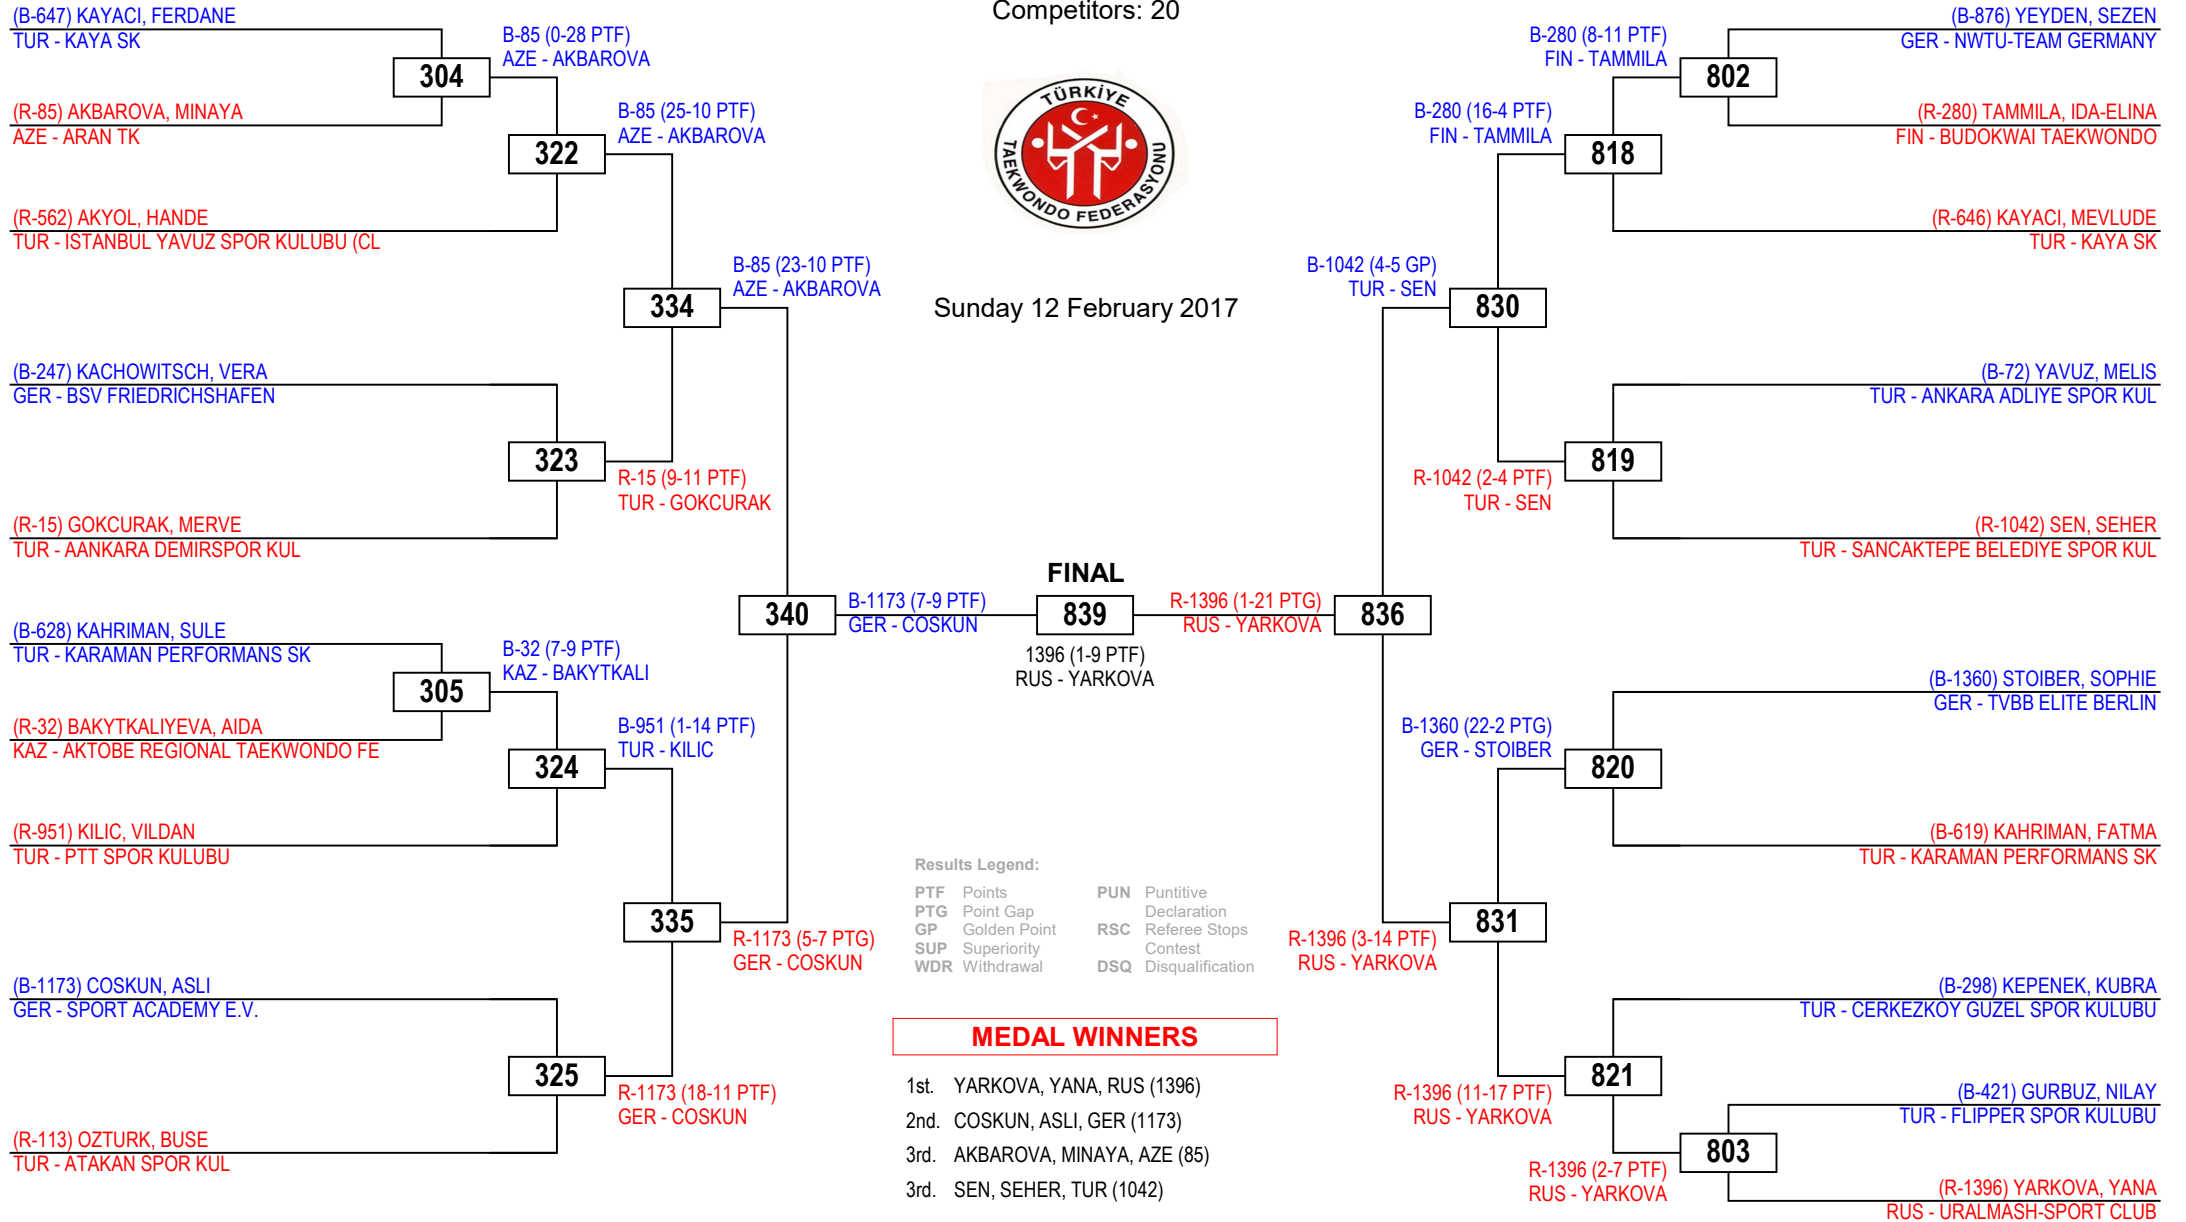 Competitors: 20
TÜRKİYE
TAEKWONDO FEDERASYONU
Sunday 12 February 2017
(B-647) KAYACI, FERDANE
TUR - KAYA SK
304
(R-85) AKBAROVA, MINAYA
AZE - ARAN TK
B-85 (0-28 PTF)
AZE - AKBAROVA
322
(R-562) AKYOL, HANDE
TUR - ISTANBUL YAVUZ SPOR KULUBU (CL
B-85 (25-10 PTF)
AZE - AKBAROVA
334
B-85 (23-10 PTF)
AZE - AKBAROVA
(B-247) KACHOWITSCH, VERA
GER - BSV FRIEDRICHSHAFEN
323
R-15 (9-11 PTF)
TUR - GOKCURAK
(R-15) GOKCURAK, MERVE
TUR - AANKARA DEMIRSPOR KUL
340
B-1173 (7-9 PTF)
GER - COSKUN
(B-628) KAHRIMAN, SULE
TUR - KARAMAN PERFORMANS SK
305
B-32 (7-9 PTF)
KAZ - BAKYTKALI
(R-32) BAKYTKALIYEVA, AIDA
KAZ - AKTOBE REGIONAL TAEKWONDO FE
324
B-951 (1-14 PTF)
TUR - KILIC
(R-951) KILIC, VILDAN
TUR - PTT SPOR KULUBU
335
R-1173 (5-7 PTG)
GER - COSKUN
(B-1173) COSKUN, ASLI
GER - SPORT ACADEMY E.V.
325
R-1173 (18-11 PTF)
GER - COSKUN
(R-113) OZTURK, BUSE
TUR - ATAKAN SPOR KUL
FINAL
839
1396 (1-9 PTF)
RUS - YARKOVA
(B-876) YEYDEN, SEZEN
GER - NWTU-TEAM GERMANY
B-280 (8-11 PTF)
FIN - TAMMILA
802
(R-280) TAMMILA, IDA-ELINA
FIN - BUDOKWAI TAEKWONDO
B-280 (16-4 PTF)
FIN - TAMMILA
818
(R-646) KAYACI, MEVLUDE
TUR - KAYA SK
B-1042 (4-5 GP)
TUR - SEN
830
(B-72) YAVUZ, MELIS
TUR - ANKARA ADLIYE SPOR KUL
819
R-1042 (2-4 PTF)
TUR - SEN
(R-1042) SEN, SEHER
TUR - SANCAKTEPE BELEDIYE SPOR KUL
R-1396 (1-21 PTG)
RUS - YARKOVA
836
(B-1360) STOIBER, SOPHIE
GER - TVBB ELITE BERLIN
B-1360 (22-2 PTG)
GER - STOIBER
820
(B-619) KAHRIMAN, FATMA
TUR - KARAMAN PERFORMANS SK
831
R-1396 (3-14 PTF)
RUS - YARKOVA
(B-298) KEPENEK, KUBRA
TUR - CERKEZKOY GUZEL SPOR KULUBU
821
R-1396 (11-17 PTF)
RUS - YARKOVA
(B-421) GURBUZ, NILAY
TUR - FLIPPER SPOR KULUBU
803
R-1396 (2-7 PTF)
RUS - YARKOVA
(R-1396) YARKOVA, YANA
RUS - URALMASH-SPORT CLUB
Results Legend:
PTF Points
PTG Point Gap
GP Golden Point
SUP Superiority
WDR Withdrawal
PUN Puntitive
Declaration
RSC Referee Stops
Contest
DSQ Disqualification
MEDAL WINNERS
1st. YARKOVA, YANA, RUS (1396)
2nd. COSKUN, ASLI, GER (1173)
3rd. AKBAROVA, MINAYA, AZE (85)
3rd. SEN, SEHER, TUR (1042)